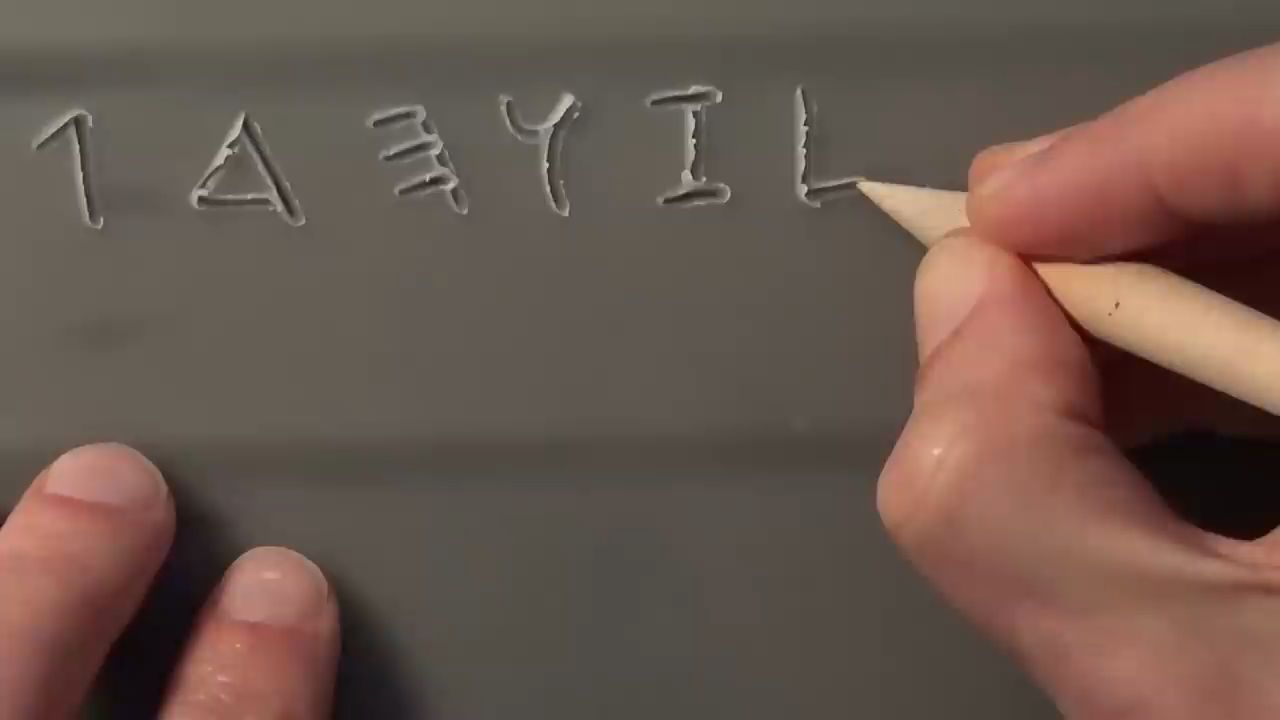 𐤂 𐤃 𐤄 𐤅 𐤆